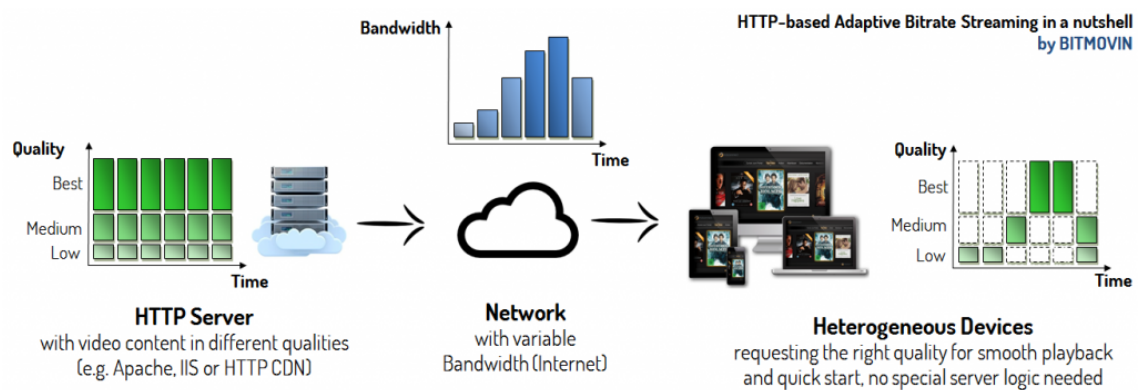 HTTP-based Adaptive Bitrate Streaming in a nutshell
by BITMOVIN
Bandwidth
Time
Quality
Best
Medium
Low
Time
Quality
Best
Medium
Low
Time
HTTP Server
with video content in different qualities
(e.g. Apache, IIS or HTTP CDN)
Network
with variable
Bandwidth (Internet)
Heterogeneous Devices
requesting the right quality for smooth playback
and quick start, no special server logic needed